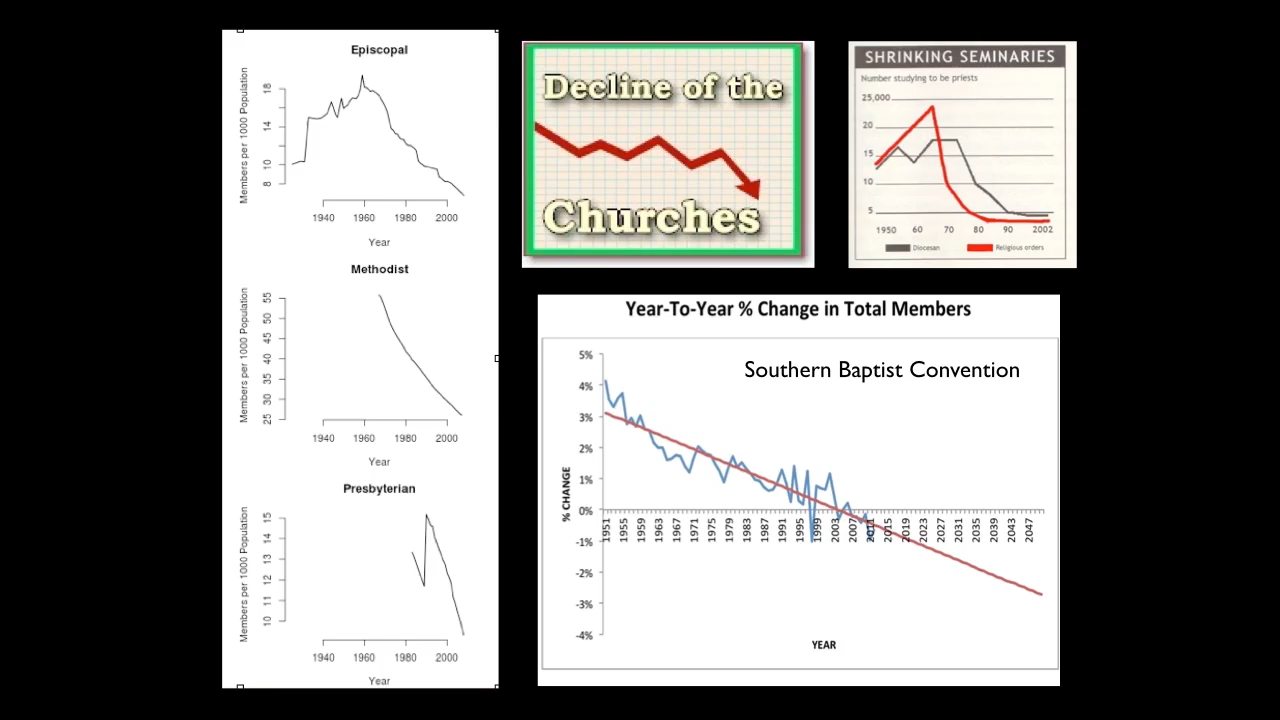 Episcopal
Members per 1000 Population
18
14
10
8
1940 1960 1980 2000
Year
Methodist
Members per 1000 Population
55
50
45
40
35
30
25
1940 1960 1980 2000
Year
Presbyterian
Members per 1000 Population
15
14
13
12
11
10
1940 1960 1980 2000
Year
Decline of the
Churches
SHRINKING SEMINARIES
Number studying to be priests
25,000
20
15
10
5
1950 60 70 80 90 2002
Diocesan Religious orders
Year-To-Year % Change in Total Members
Southern Baptist Convention
5%
4%
3%
2%
1%
0%
-1%
-2%
-3%
-4%
% CHANGE
1951 1955 1959 1963 1967 1971 1975 1979 1983 1987 1991 1995 1999 2003 2007 2011 2015 2019 2023 2027 2031 2035 2039 2043 2047
YEAR